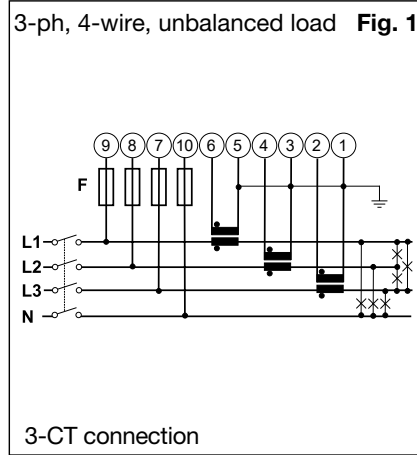 3-ph, 4-wire, unbalanced load Fig. 1
9 8 7 10 6 5 4 3 2 1
F
L1
L2
L3
N
3-CT connection